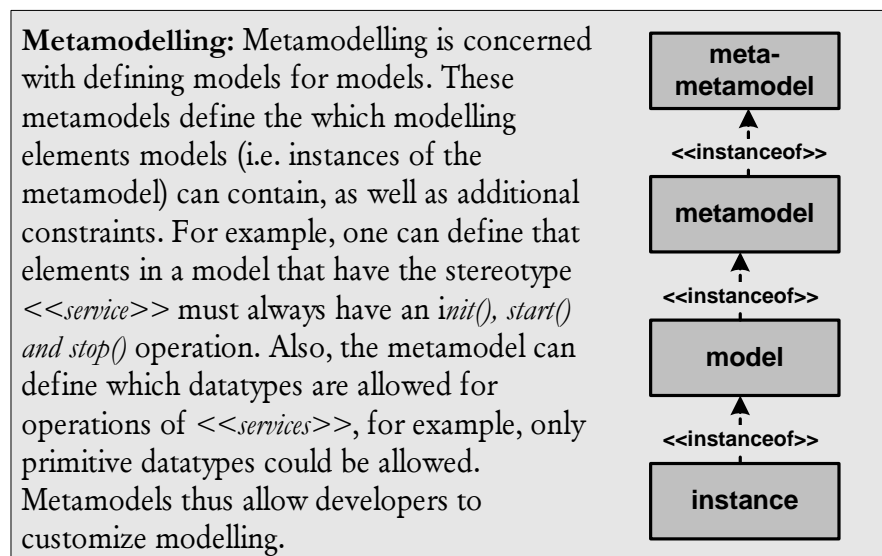 Metamodelling: Metamodelling is concerned
with defining models for models. These
metamodels define the which modelling
elements models (i.e. instances of the
metamodel) can contain, as well as additional
constraints. For example, one can define that
elements in a model that have the stereotype
<<service>> must always have an init(), start()
and stop() operation. Also, the metamodel can
define which datatypes are allowed for
operations of <<services>>, for example, only
primitive datatypes could be allowed.
Metamodels thus allow developers to
customize modelling.
meta-
metamodel
<<instanceof>>
metamodel
<<instanceof>>
model
<<instanceof>>
instance